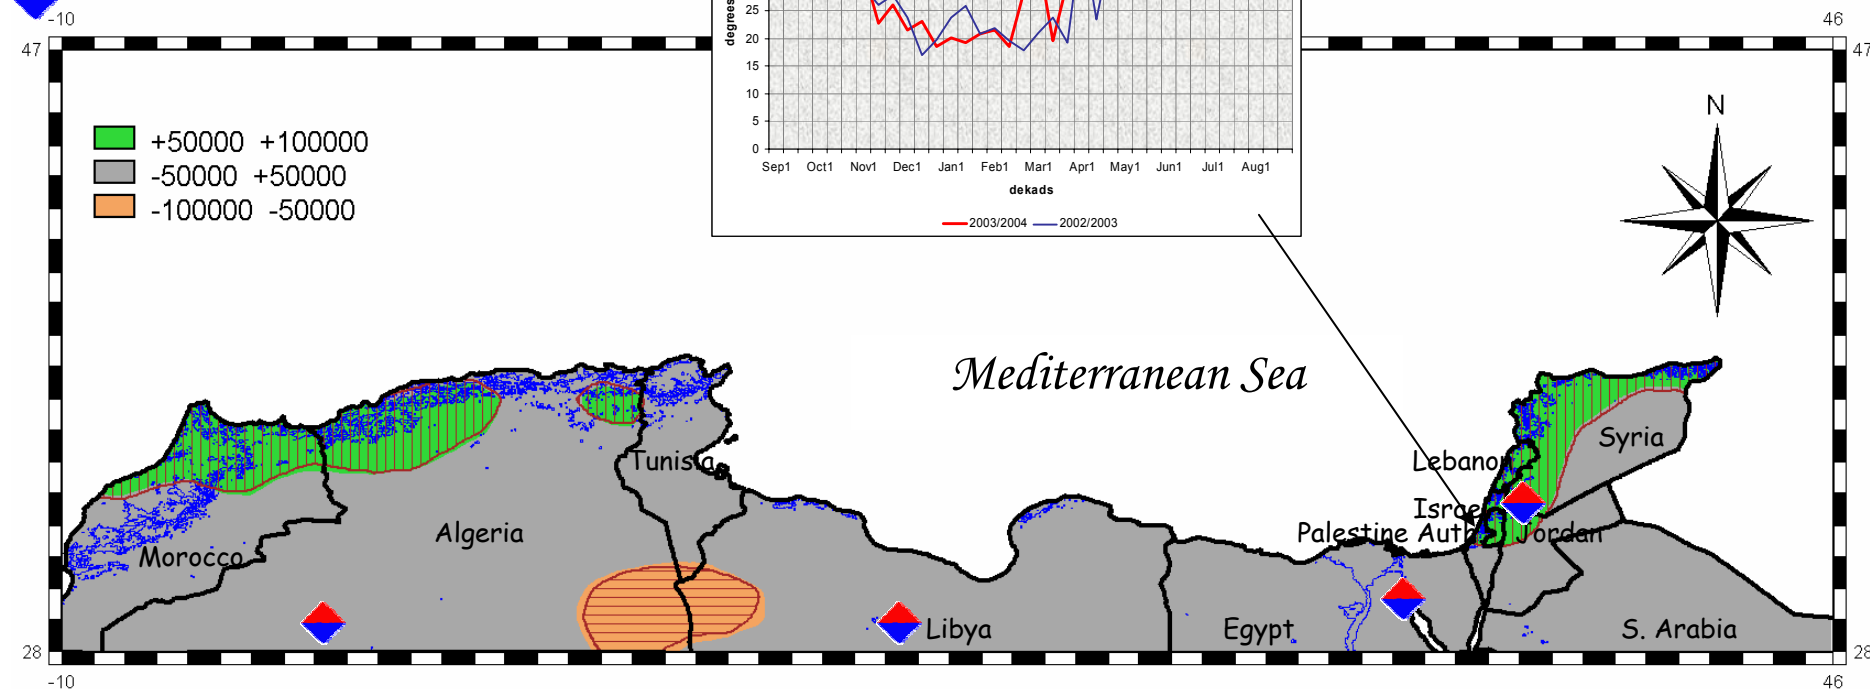 -10
46
47
47
degrees
25
20
15
10
5
0
Sep1 Oct1 Nov1 Dec1 Jan1 Feb1 Mar1 Apr1 May1 Jun1 Jul1 Aug1
dekads
2003/2004 2002/2003
+50000 +100000
-50000 +50000
-100000 -50000
N
Mediterranean Sea
Syria
Tunisia
Lebanon
Israel
Algeria
Palestine Auth. Jordan
Morocco
Libya
Egypt
S. Arabia
28
28
-10
46